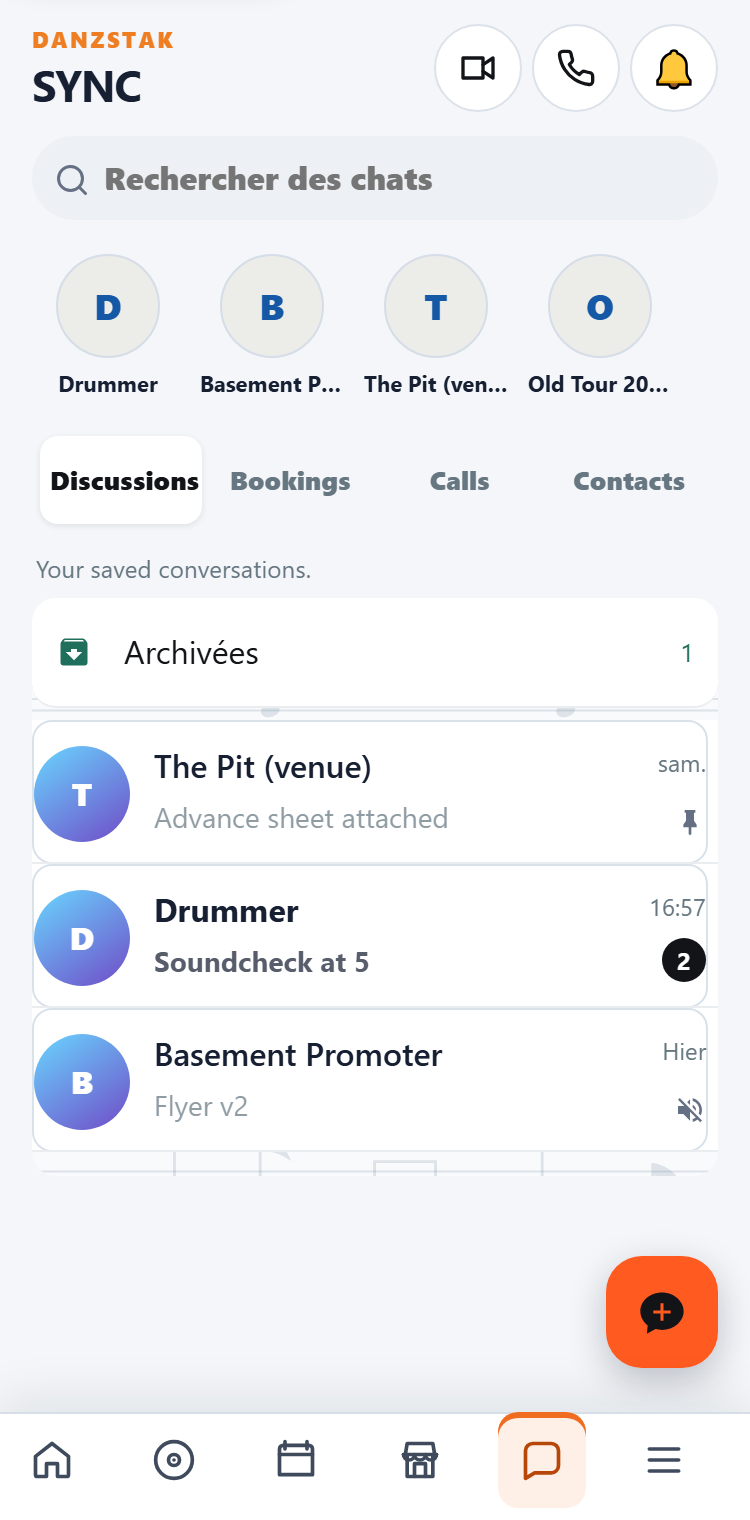 DANZSTAK
SYNC
Rechercher des chats
D
B
T
O
Drummer
Basement P...
The Pit (ven...
Old Tour 20...
Discussions
Bookings
Calls
Contacts
Your saved conversations.
Archivées
1
T
The Pit (venue)
sam.
Advance sheet attached
D
Drummer
16:57
Soundcheck at 5
2
B
Basement Promoter
Hier
Flyer v2